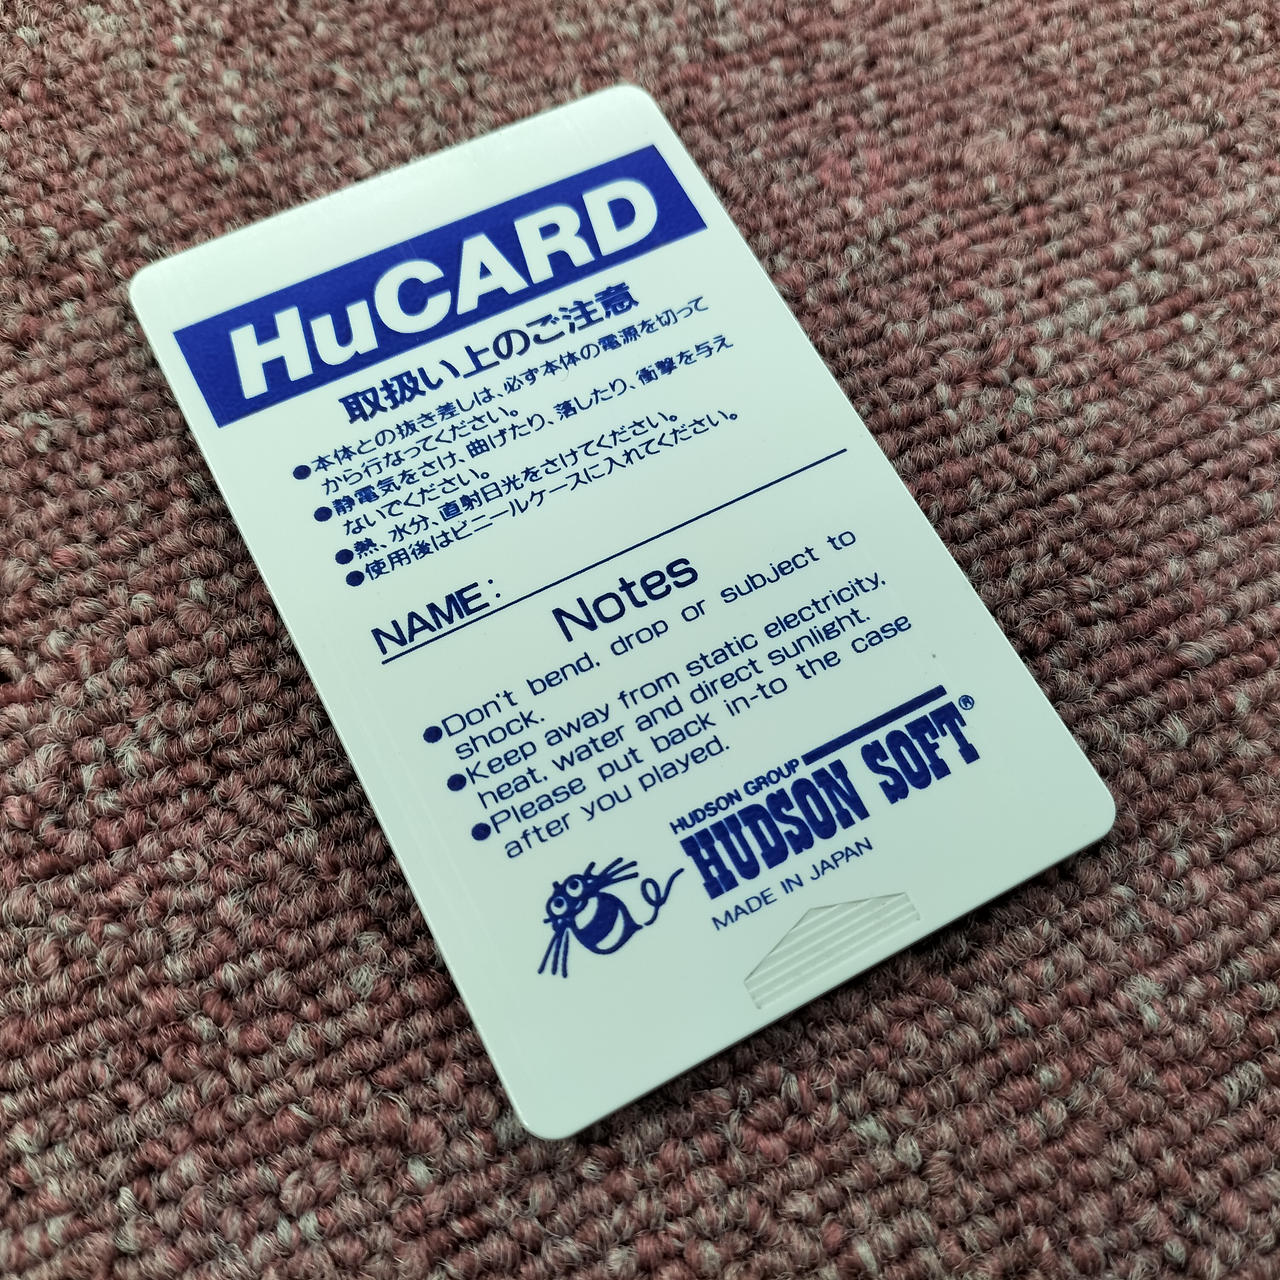 HuCARD
取扱い上のご注意
●本体との抜き差しは、必ず本体の電源を切って
から行なってください。
●静電気をさけ、曲げたり、落したり、衝撃を与え
ないでください。
●熱、水分、直射日光をさけてください。
●使用後はビニールケースに入れてください。
NAME:
Notes
●Don't bend, drop or subject to
shock.
●Keep away from static electricity,
heat, water and direct sunlight.
●Please put back in-to the case
after you played.
HUDSON GROUP
HUDSON SOFT®
MADE IN JAPAN